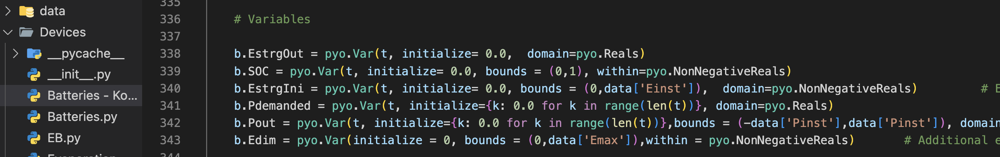 data
Devices
__pycache__
__init__.py
Batteries - Ko...
Batteries.py
EB.py
335
336 # Variables
337
338 b.EstrgOut = pyo.Var(t, initialize= 0.0,  domain=pyo.Reals)
339 b.SOC = pyo.Var(t, initialize= 0.0, bounds = (0,1), within=pyo.NonNegativeReals)
340 b.EstrgIni = pyo.Var(t, initialize= 0.0, bounds = (0,data['Einst']),  domain=pyo.NonNegativeReals)         # E
341 b.Pdemanded = pyo.Var(t, initialize={k: 0.0 for k in range(len(t))}, domain=pyo.Reals)
342 b.Pout = pyo.Var(t, initialize={k: 0.0 for k in range(len(t))},bounds = (-data['Pinst'],data['Pinst']), domain
343 b.Edim = pyo.Var(initialize = 0, bounds = (0,data['Emax']),within = pyo.NonNegativeReals)       # Additional e
344